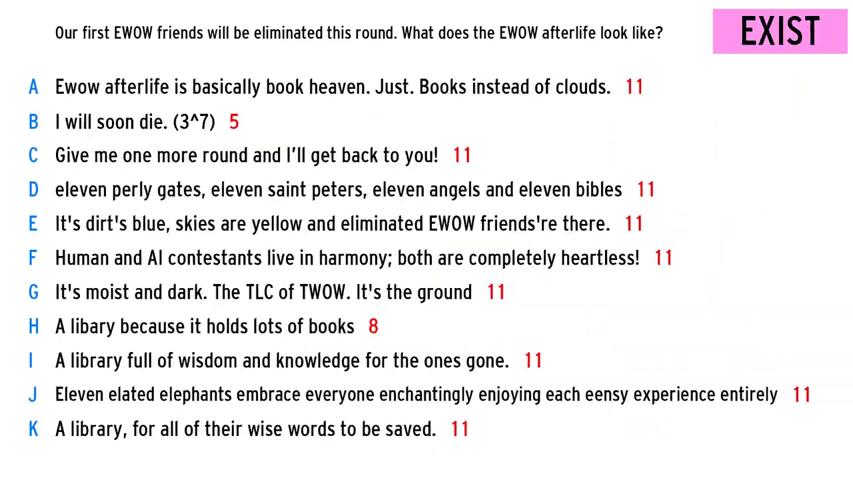 Our first EWOW friends will be eliminated this round. What does the EWOW afterlife look like?
EXIST
A Ewow afterlife is basically book heaven. Just. Books instead of clouds. 11
B I will soon die. (3^7) 5
C Give me one more round and I'll get back to you! 11
D eleven perly gates, eleven saint peters, eleven angels and eleven bibles 11
E It's dirt's blue, skies are yellow and eliminated EWOW friends're there. 11
F Human and AI contestants live in harmony; both are completely heartless! 11
G It's moist and dark. The TLC of TWOW. It's the ground 11
H A libary because it holds lots of books 8
I A library full of wisdom and knowledge for the ones gone. 11
J Eleven elated elephants embrace everyone enchantingly enjoying each eensy experience entirely 11
K A library, for all of their wise words to be saved. 11